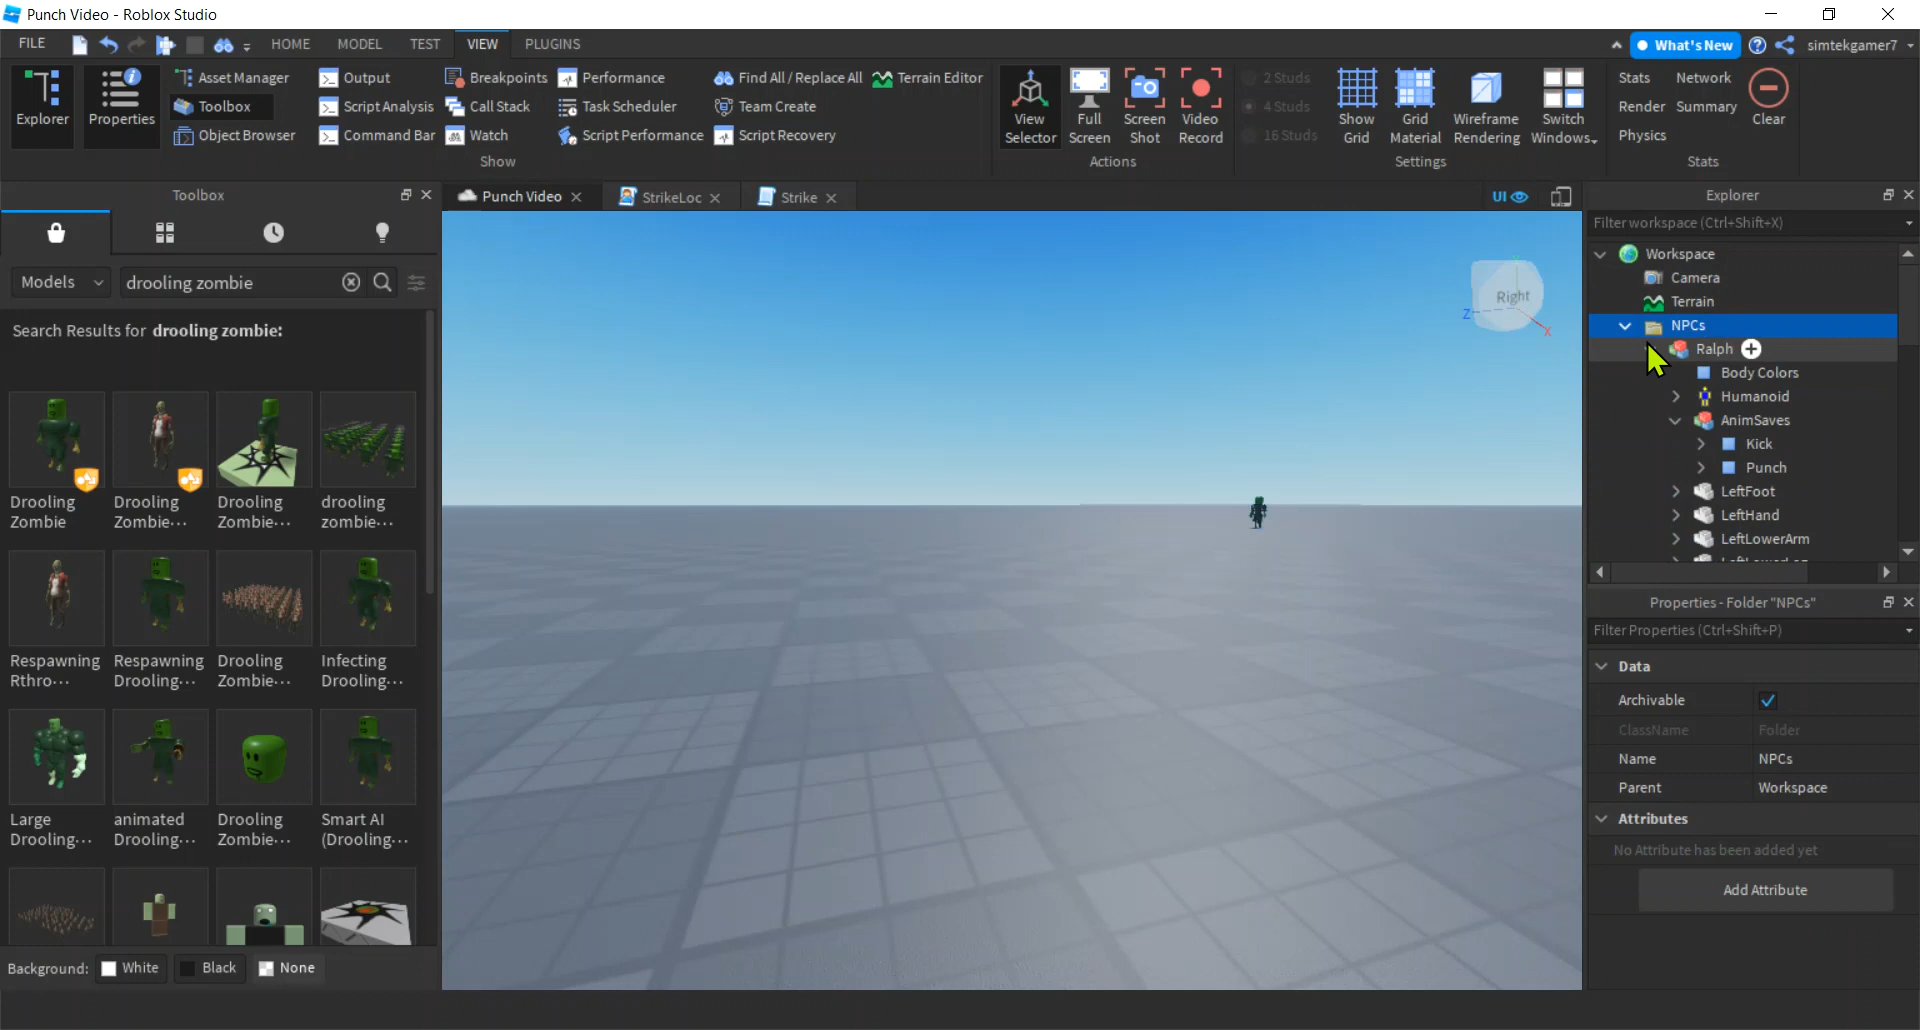 Punch Video - Roblox Studio
FILE
HOME
MODEL
TEST
VIEW
PLUGINS
What's New
simtekgamer7
Explorer
Properties
Asset Manager
Toolbox
Object Browser
Output
Script Analysis
Command Bar
Breakpoints
Call Stack
Watch
Performance
Task Scheduler
Script Performance
Find All / Replace All
Team Create
Script Recovery
Terrain Editor
Show
View
Selector
Full
Screen
Screen
Shot
Video
Record
Actions
2 Studs
4 Studs
16 Studs
Show
Grid
Grid
Material
Wireframe
Rendering
Switch
Windows
Settings
Stats
Network
Render
Summary
Physics
Clear
Stats
Toolbox
Models
drooling zombie
Search Results for drooling zombie:
Drooling
Zombie
Drooling
Zombie...
Drooling
Zombie...
drooling
zombie...
Respawning
Rthro...
Respawning
Drooling...
Drooling
Zombie...
Infecting
Drooling...
Large
Drooling...
animated
Drooling...
Drooling
Zombie...
Smart AI
(Drooling...
Background:
White
Black
None
Punch Video
StrikeLoc
Strike
UI
Right
Z
X
Explorer
Filter workspace (Ctrl+Shift+X)
Workspace
Camera
Terrain
NPCs
Ralph
Body Colors
Humanoid
AnimSaves
Kick
Punch
LeftFoot
LeftHand
LeftLowerArm
Properties - Folder "NPCs"
Filter Properties (Ctrl+Shift+P)
Data
Archivable
ClassName Folder
Name NPCs
Parent Workspace
Attributes
No Attribute has been added yet
Add Attribute